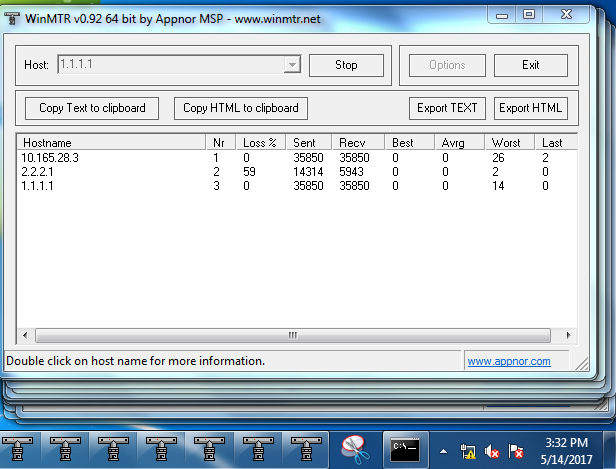 WinMTR v0.92 64 bit by Appnor MSP - www.winmtr.net
Host: 1.1.1.1 Stop Options Exit
Copy Text to clipboard Copy HTML to clipboard Export TEXT Export HTML
Hostname Nr Loss % Sent Recv Best Avrg Worst Last
10.165.28.3 1 0 35850 35850 0 0 26 2
2.2.2.1 2 59 14314 5943 0 0 2 0
1.1.1.1 3 0 35850 35850 0 0 14 0
Double click on host name for more information. www.appnor.com
C:\
3:32 PM
5/14/2017